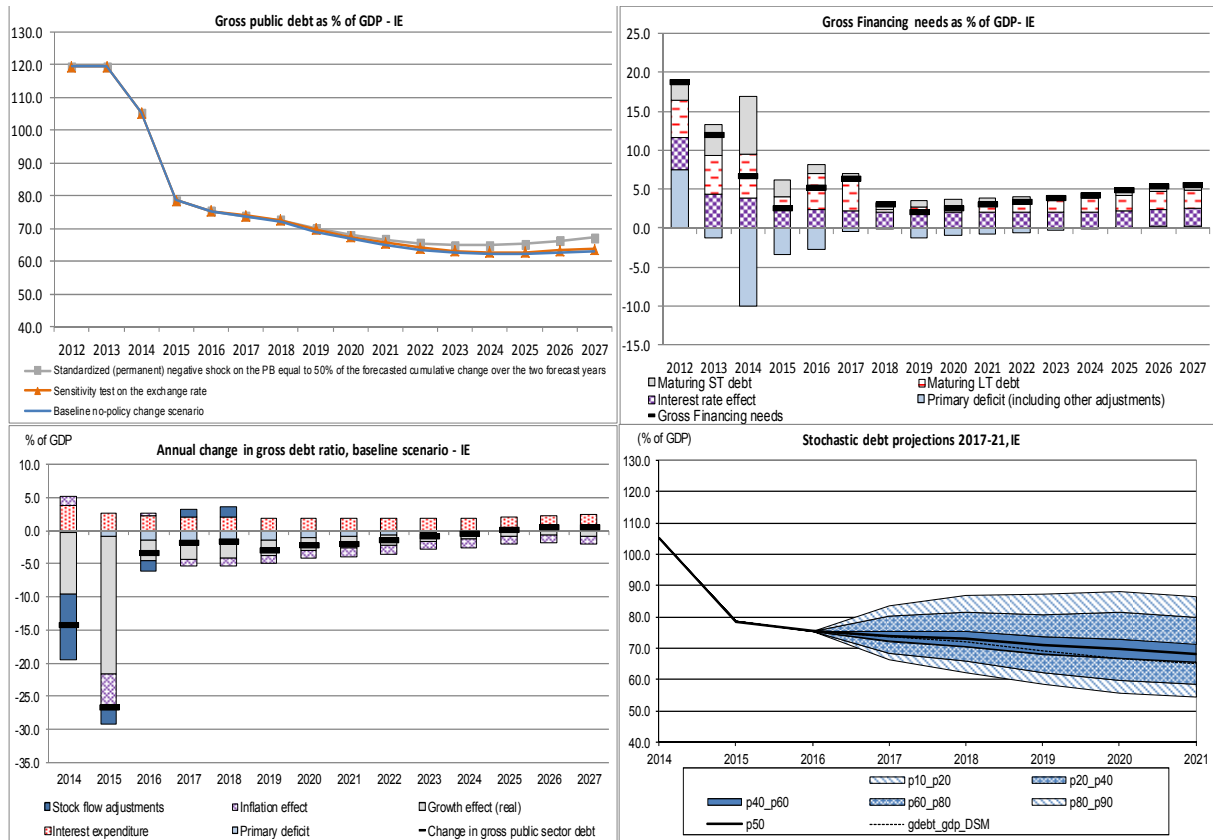 Gross public debt as % of GDP - IE
130.0
120.0
110.0
100.0
90.0
80.0
70.0
60.0
50.0
40.0
2012 2013 2014 2015 2016 2017 2018 2019 2020 2021 2022 2023 2024 2025 2026 2027
Standardized (permanent) negative shock on the PB equal to 50% of the forecasted cumulative change over the two forecast years
Sensitivity test on the exchange rate
Baseline no-policy change scenario
Gross Financing needs as % of GDP- IE
25.0
20.0
15.0
10.0
5.0
0.0
-5.0
-10.0
-15.0
2012 2013 2014 2015 2016 2017 2018 2019 2020 2021 2022 2023 2024 2025 2026 2027
Maturing ST debt Maturing LT debt
Interest rate effect Primary deficit (including other adjustments)
Gross Financing needs
% of GDP
Annual change in gross debt ratio, baseline scenario - IE
10.0
5.0
0.0
-5.0
-10.0
-15.0
-20.0
-25.0
-30.0
-35.0
2014 2015 2016 2017 2018 2019 2020 2021 2022 2023 2024 2025 2026 2027
Stock flow adjustments Inflation effect Growth effect (real)
Interest expenditure Primary deficit Change in gross public sector debt
(% of GDP)
Stochastic debt projections 2017-21, IE
130.0
120.0
110.0
100.0
90.0
80.0
70.0
60.0
50.0
40.0
2014 2015 2016 2017 2018 2019 2020 2021
p10_p20 p20_p40
p40_p60 p60_p80 p80_p90
p50 gdebt_gdp_DSM